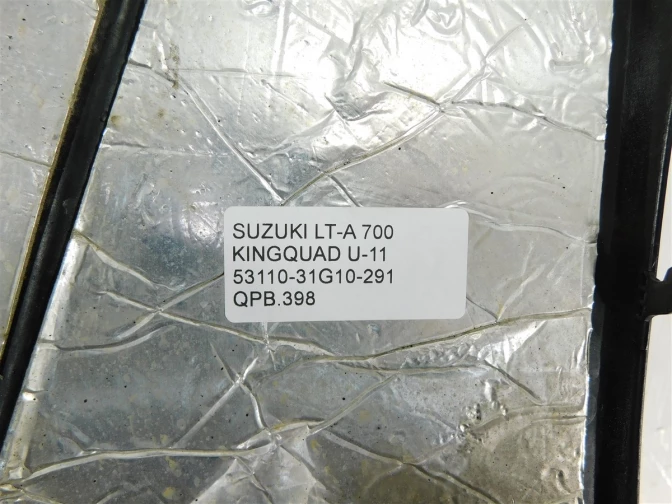 SUZUKI LT-A 700
KINGQUAD U-11
53110-31G10-291
QPB.398